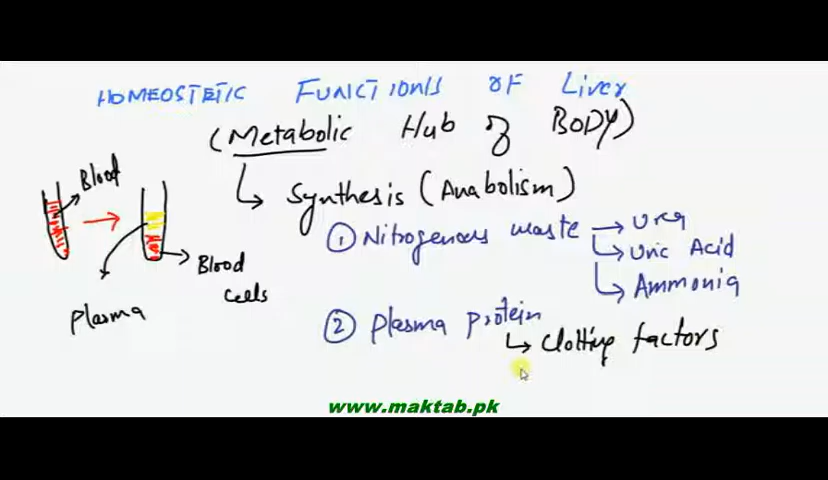 HOMEOSTETIC FUNCTIONS OF Liver
(Metabolic Hub of BODY)
Blood
Synthesis (Anabolism)
① Nitrogenous waste → Urea
Uric Acid
Ammonia
Blood
cells
Plasma
② Plasma protein
Clotting factors
www.maktab.pk